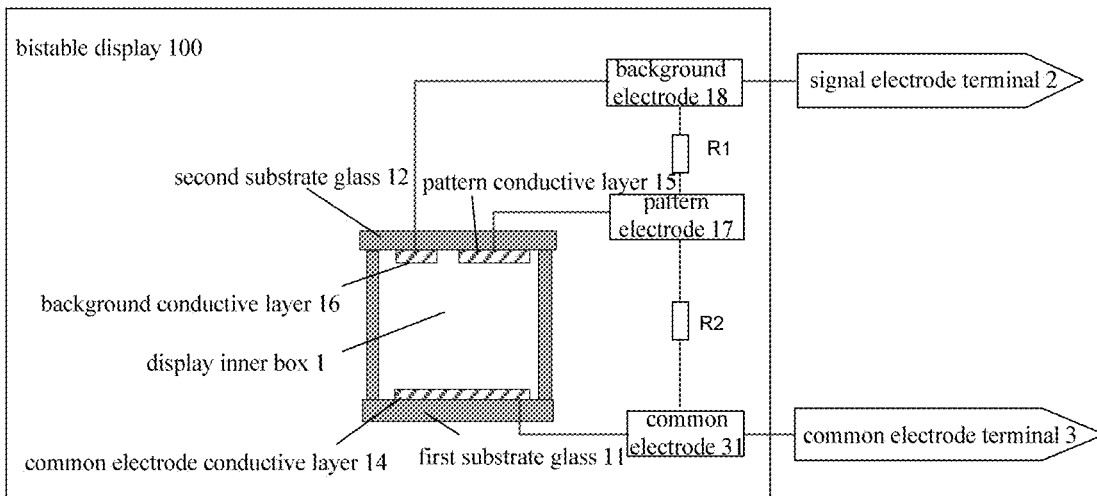 bistable display 100
background
electrode 18
signal electrode terminal 2
R1
second substrate glass 12
pattern conductive layer 15
pattern
electrode 17
background conductive layer 16
R2
display inner box 1
common
electrode 31
common electrode terminal 3
common electrode conductive layer 14
first substrate glass 11